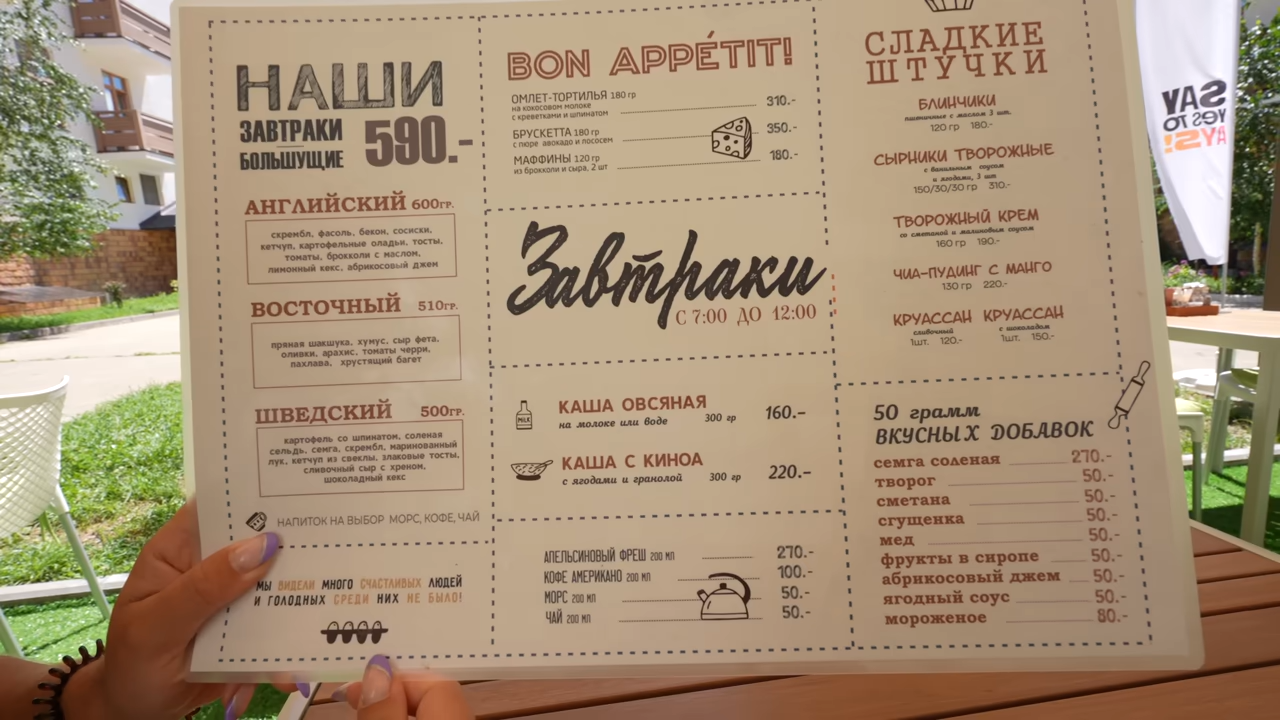 НАШИ
ЗАВТРАКИ
БОЛЬШУЩИЕ
590.-
АНГЛИЙСКИЙ 600гр.
скрембл, фасоль, бекон, сосиски,
кетчуп, картофельные оладьи, тосты,
томаты, брокколи с маслом,
лимонный кекс, абрикосовый джем
ВОСТОЧНЫЙ 510гр.
пряная шакшука, хумус, сыр фета,
оливки, арахис, томаты черри,
пахлава, хрустящий багет
ШВЕДСКИЙ 500гр.
картофель со шпинатом, соленая
сельдь, семга, скрембл, маринованный
лук, кетчуп из свеклы, злаковые тосты,
сливочный сыр с хреном,
шоколадный кекс
НАПИТОК НА ВЫБОР МОРС, КОФЕ, ЧАЙ
МЫ ВИДЕЛИ МНОГО СЧАСТЛИВЫХ ЛЮДЕЙ
И ГОЛОДНЫХ СРЕДИ НИХ НЕ БЫЛО!
BON APPÉTIT!
ОМЛЕТ-ТОРТИЛЬЯ 180 гр
на кокосовом молоке
с креветками и шпинатом 310.-
БРУСКЕТТА 180 гр
с пюре авокадо и лососем 350.-
МАФФИНЫ 120 гр
из брокколи и сыра, 2 шт 180.-
Завтраки
С 7:00 ДО 12:00
КАША ОВСЯНАЯ
на молоке или воде 300 гр 160.-
MILK
КАША С КИНОА
с ягодами и гранолой 300 гр 220.-
АПЕЛЬСИНОВЫЙ ФРЕШ 200 МЛ 270.-
КОФЕ АМЕРИКАНО 200 МЛ 100.-
МОРС 200 МЛ 50.-
ЧАЙ 200 МЛ 50.-
СЛАДКИЕ
ШТУЧКИ
БЛИНЧИКИ
пшеничные с маслом 3 шт.
120 гр 180.-
СЫРНИКИ ТВОРОЖНЫЕ
с ванильным соусом
и ягодами, 3 шт
150/30/30 гр 310.-
ТВОРОЖНЫЙ КРЕМ
со сметаной и малиновым соусом
160 гр 190.-
ЧИА-ПУДИНГ С МАНГО
130 гр 220.-
КРУАССАН КРУАССАН
сливочный с шоколадом
1шт. 120.- 1шт. 150.-
50 грамм
ВКУСНЫХ ДОБАВОК
семга соленая 270.-
творог 50.-
сметана 50.-
сгущенка 50.-
мед 50.-
фрукты в сиропе 50.-
абрикосовый джем 50.-
ягодный соус 50.-
мороженое 80.-
SAY
YES TO
AYS!